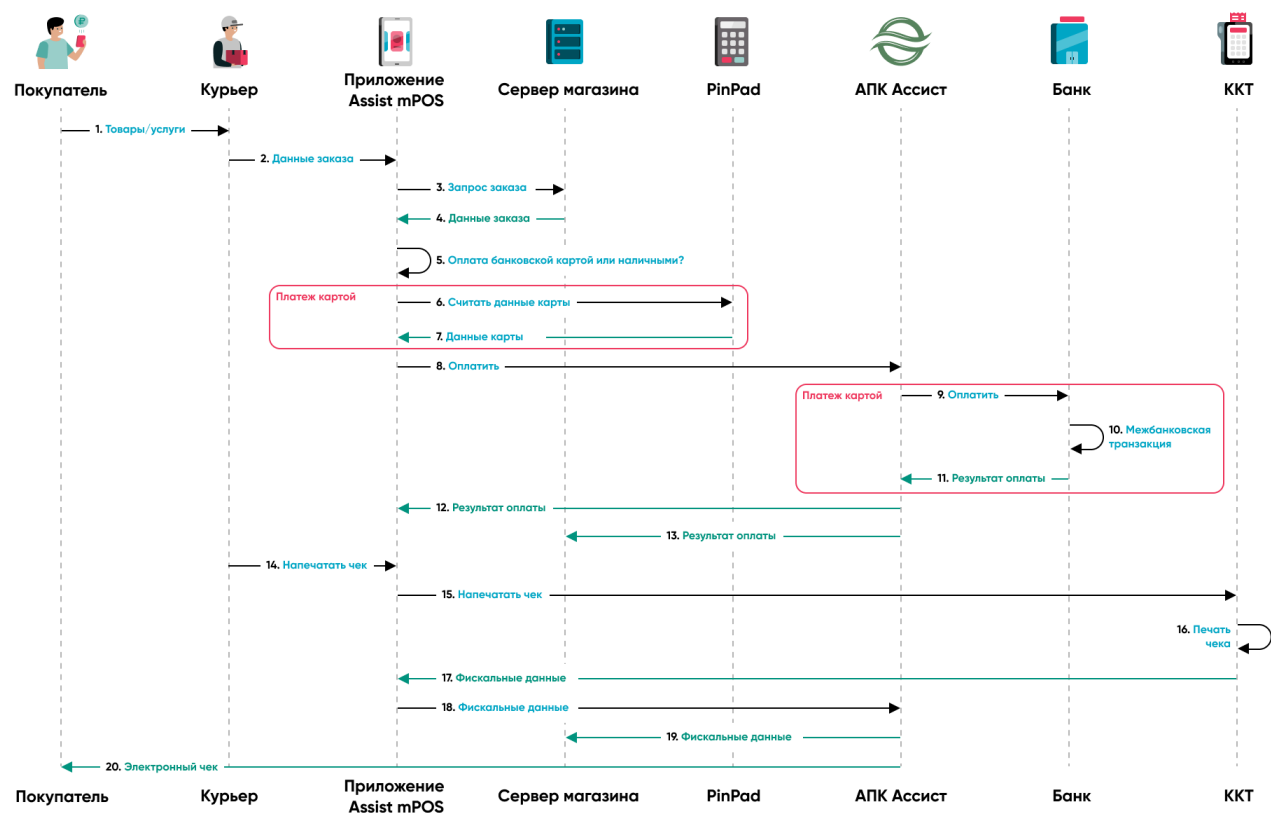 Покупатель
Курьер
Приложение
Assist mPOS
Сервер магазина
PinPad
АПК Ассист
Банк
ККТ
1. Товары/услуги
2. Данные заказа
3. Запрос заказа
4. Данные заказа
5. Оплата банковской картой или наличными?
Платеж картой
6. Считать данные карты
7. Данные карты
8. Оплатить
Платеж картой
9. Оплатить
10. Межбанковская
транзакция
11. Результат оплаты
12. Результат оплаты
13. Результат оплаты
14. Напечатать чек
15. Напечатать чек
16. Печать
чека
17. Фискальные данные
18. Фискальные данные
19. Фискальные данные
20. Электронный чек
Покупатель
Курьер
Приложение
Assist mPOS
Сервер магазина
PinPad
АПК Ассист
Банк
ККТ